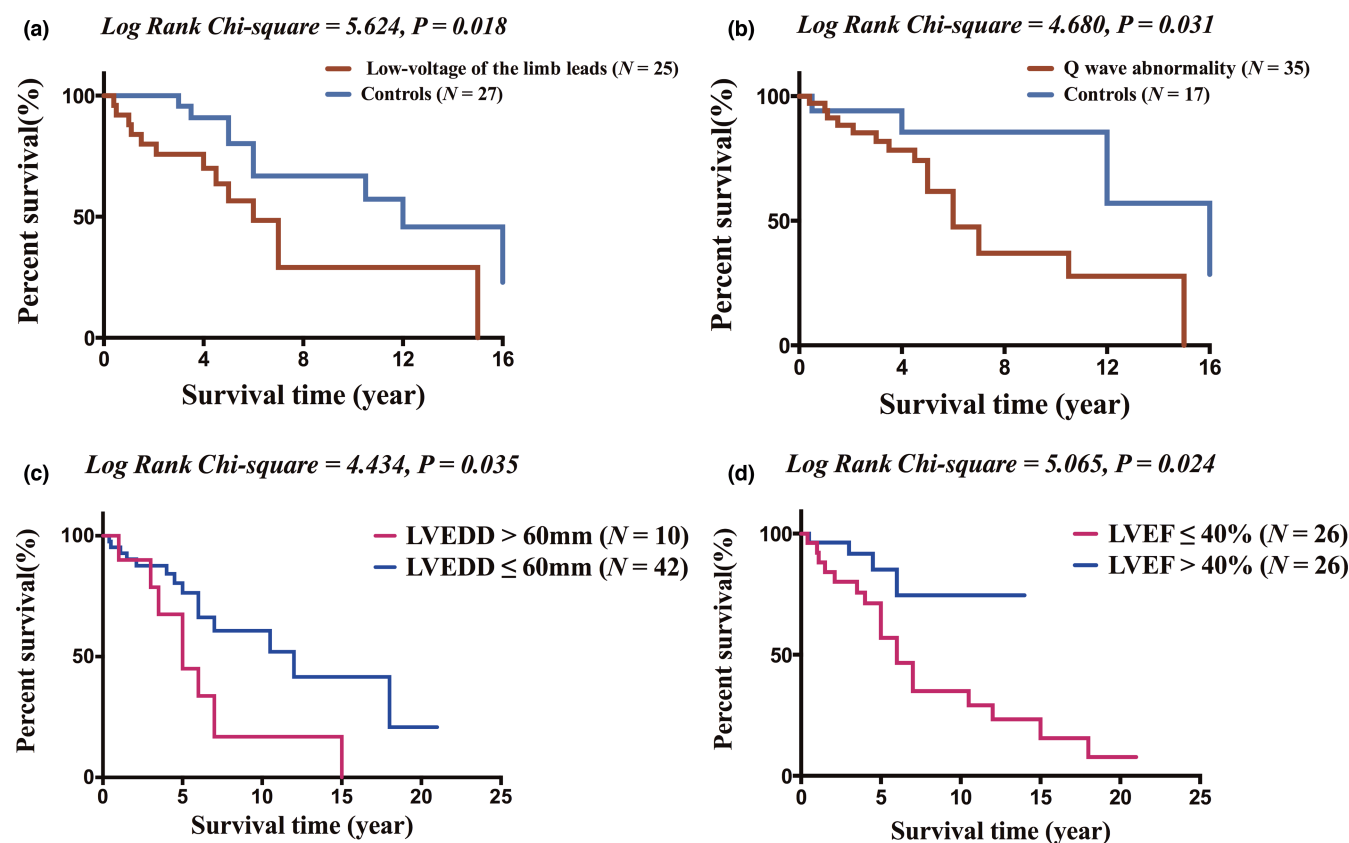 (a) Log Rank Chi-square = 5.624, P = 0.018
Low-voltage of the limb leads (N = 25)
Controls (N = 27)
Percent survival(%)
100
50
0
0 4 8 12 16
Survival time (year)
(b) Log Rank Chi-square = 4.680, P = 0.031
Q wave abnormality (N = 35)
Controls (N = 17)
Percent survival(%)
100
50
0
0 4 8 12 16
Survival time (year)
(c) Log Rank Chi-square = 4.434, P = 0.035
LVEDD > 60mm (N = 10)
LVEDD ≤ 60mm (N = 42)
Percent survival(%)
100
50
0
0 5 10 15 20 25
Survival time (year)
(d) Log Rank Chi-square = 5.065, P = 0.024
LVEF ≤ 40% (N = 26)
LVEF > 40% (N = 26)
Percent survival(%)
100
50
0
0 5 10 15 20 25
Survival time (year)